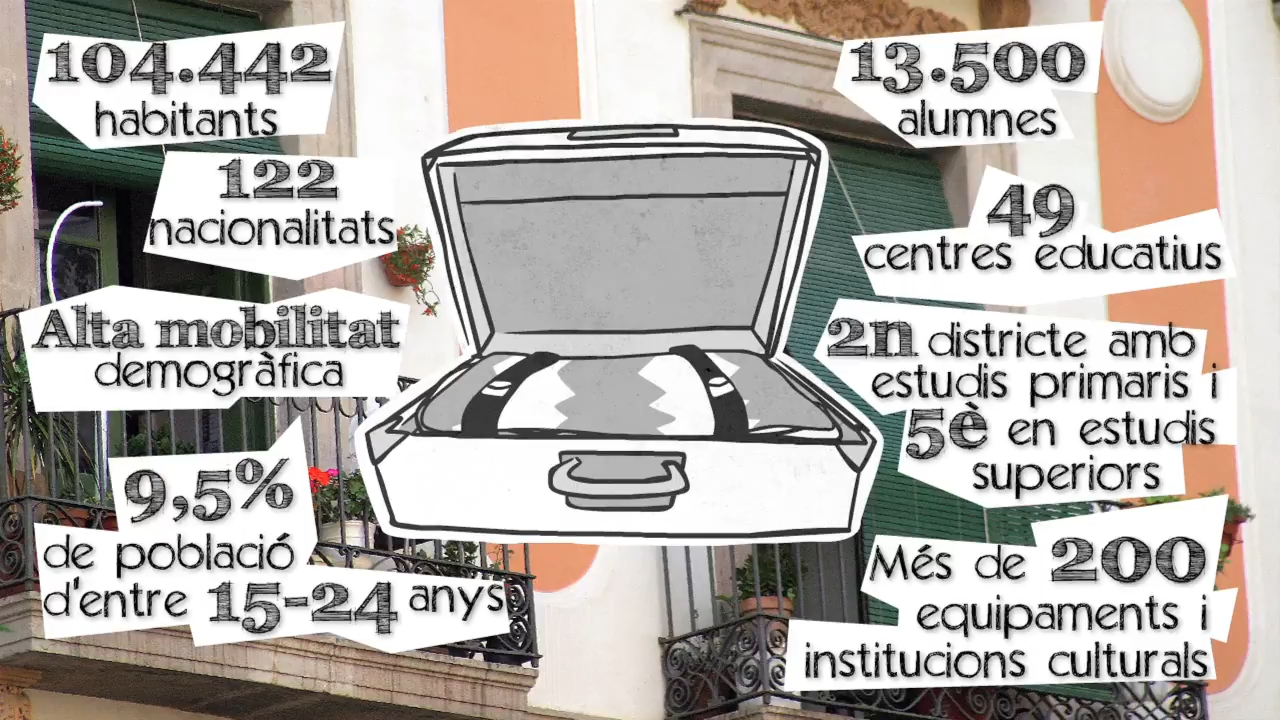 104.442
habitants
122
nacionalitats
Alta mobilitat
demogràfica
9,5%
de població
d'entre 15-24 anys
13.500
alumnes
49
centres educatius
2n districte amb
estudis primaris i
5è en estudis
superiors
Més de 200
equipaments i
institucions culturals